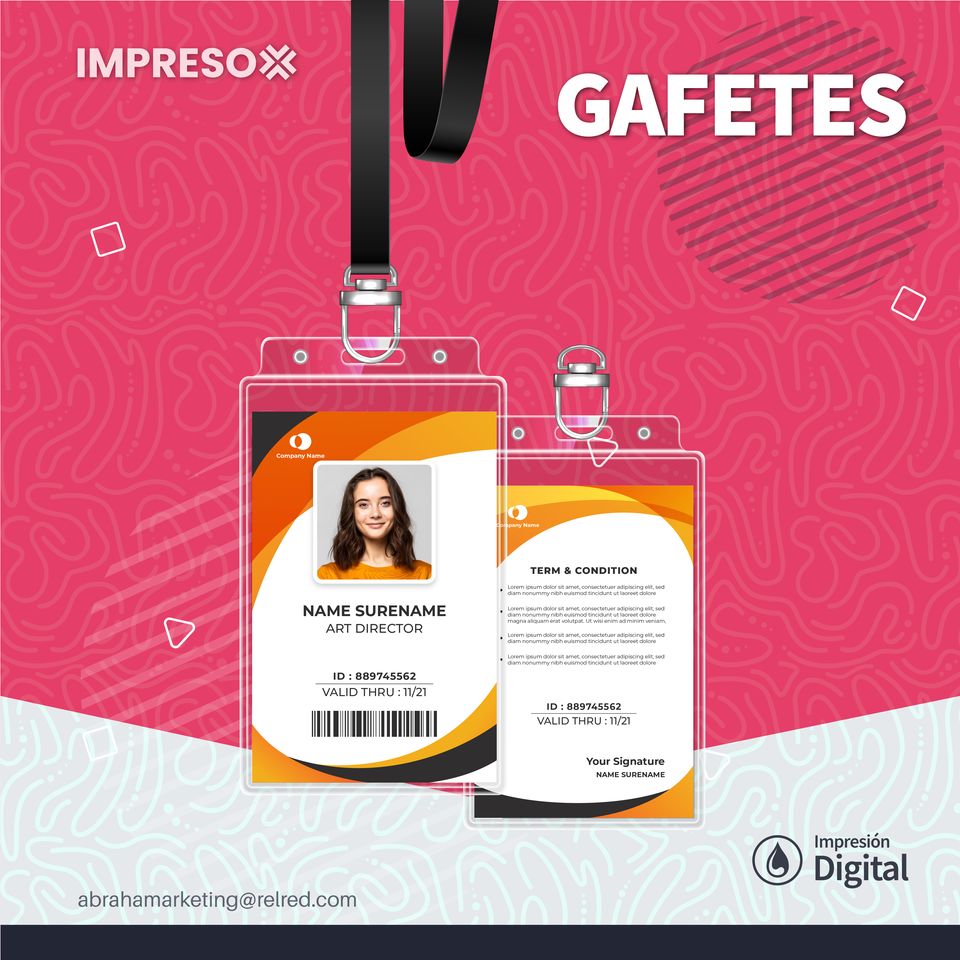 IMPRESOX
GAFETES
Company Name
NAME SURENAME
ART DIRECTOR
ID : 889745562
VALID THRU : 11/21
Company Name
TERM & CONDITION
Lorem ipsum dolor sit amet, consectetuer adipiscing elit, sed
diam nonummy nibh euismod tincidunt ut laoreet dolore
Lorem ipsum dolor sit amet, consectetuer adipiscing elit, sed
diam nonummy nibh euismod tincidunt ut laoreet dolore
magna aliquam erat volutpat. Ut wisi enim ad minim veniam,
Lorem ipsum dolor sit amet, consectetuer adipiscing elit, sed
diam nonummy nibh euismod tincidunt ut laoreet dolore
Lorem ipsum dolor sit amet, consectetuer adipiscing elit, sed
diam nonummy nibh euismod tincidunt ut laoreet dolore
ID : 889745562
VALID THRU : 11/21
Your Signature
NAME SURENAME
Impresión
Digital
abrahamarketing@relred.com